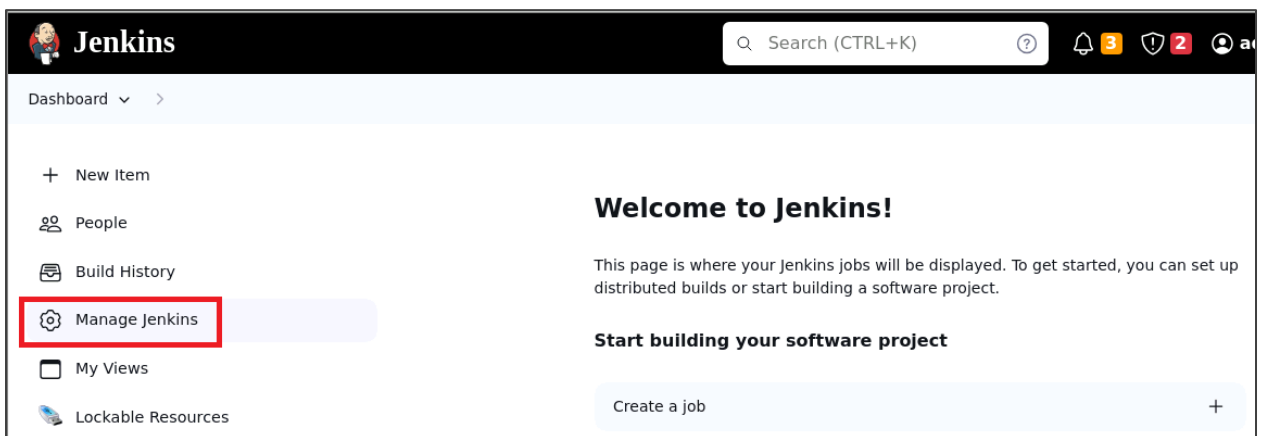 Jenkins
Search (CTRL+K)
3
2
Dashboard
New Item
People
Build History
Manage Jenkins
My Views
Lockable Resources
Welcome to Jenkins!
This page is where your Jenkins jobs will be displayed. To get started, you can set up
distributed builds or start building a software project.
Start building your software project
Create a job